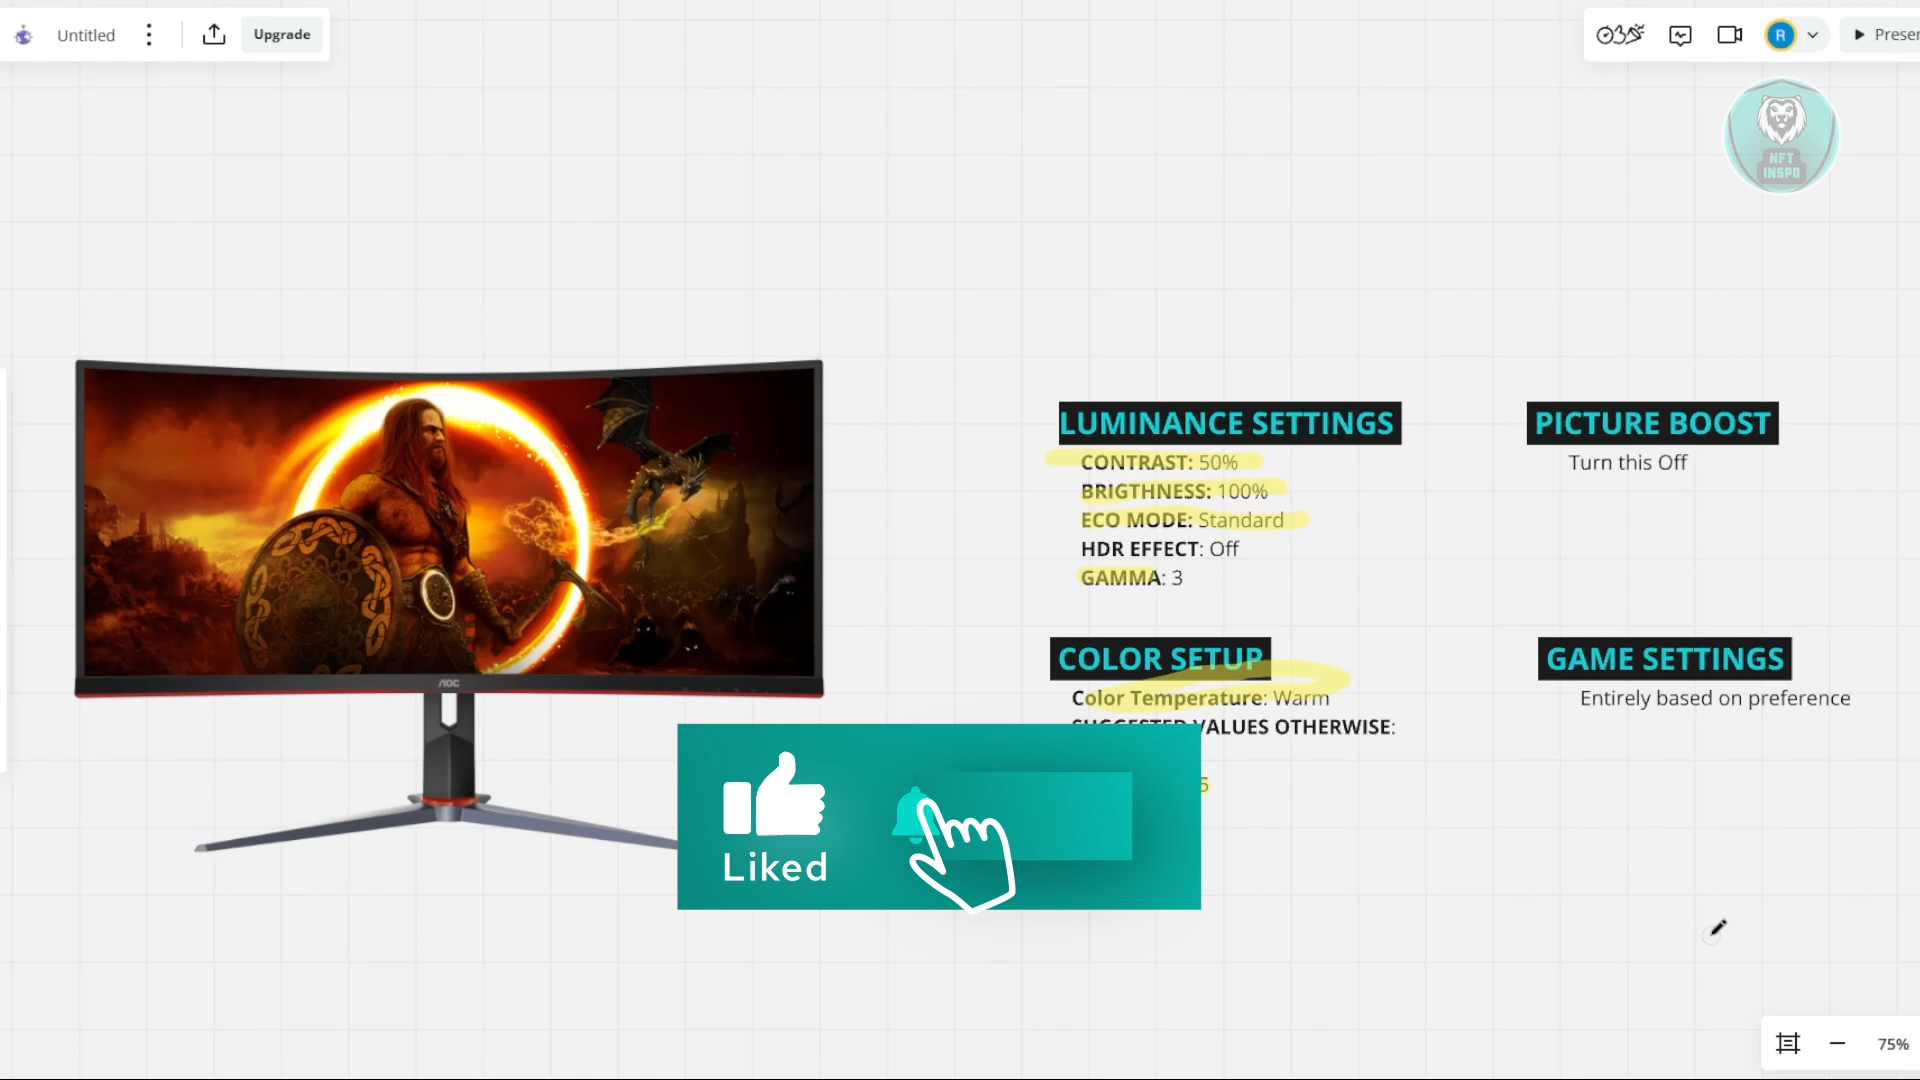 Untitled
Upgrade
R
NFT
INSPO
LUMINANCE SETTINGS
CONTRAST: 50%
BRIGTHNESS: 100%
ECO MODE: Standard
HDR EFFECT: Off
GAMMA: 3
PICTURE BOOST
Turn this Off
COLOR SETUP
Color Temperature: Warm
VALUES OTHERWISE:
GAME SETTINGS
Entirely based on preference
AOC
Liked
75%